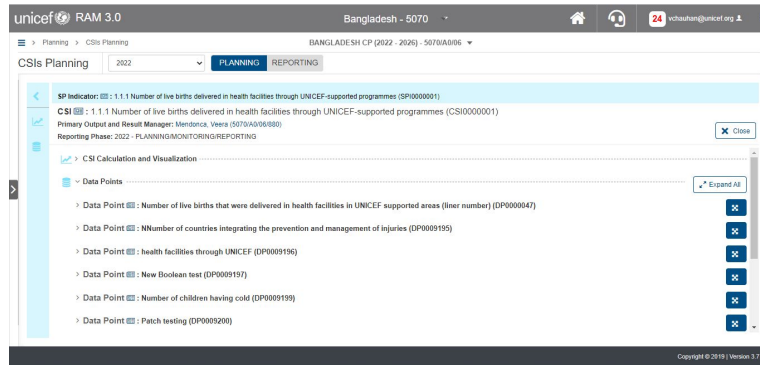 unicef RAM 3.0 Bangladesh - 5070 24 vchauhan@unicef.org
> Planning > CSIs Planning BANGLADESH CP (2022 - 2026) - 5070/A0/06
CSIs Planning 2022 PLANNING REPORTING
SP Indicator: : 1.1.1 Number of live births delivered in health facilities through UNICEF-supported programmes (SPI0000001)
CSI : 1.1.1 Number of live births delivered in health facilities through UNICEF-supported programmes (CSI0000001)
Primary Output and Result Manager: Mendonca, Veera (5070/A0/06/880)
Reporting Phase: 2022 - PLANNING/MONITORING/REPORTING
X Close
> CSI Calculation and Visualization
Data Points
Expand All
> Data Point : Number of live births that were delivered in health facilities in UNICEF supported areas (liner number) (DP0000047)
> Data Point : NNumber of countries integrating the prevention and management of injuries (DP0009195)
> Data Point : health facilities through UNICEF (DP0009196)
> Data Point : New Boolean test (DP0009197)
> Data Point : Number of children having cold (DP0009199)
> Data Point : Patch testing (DP0009200)
Copyright © 2019 | Version 3.7